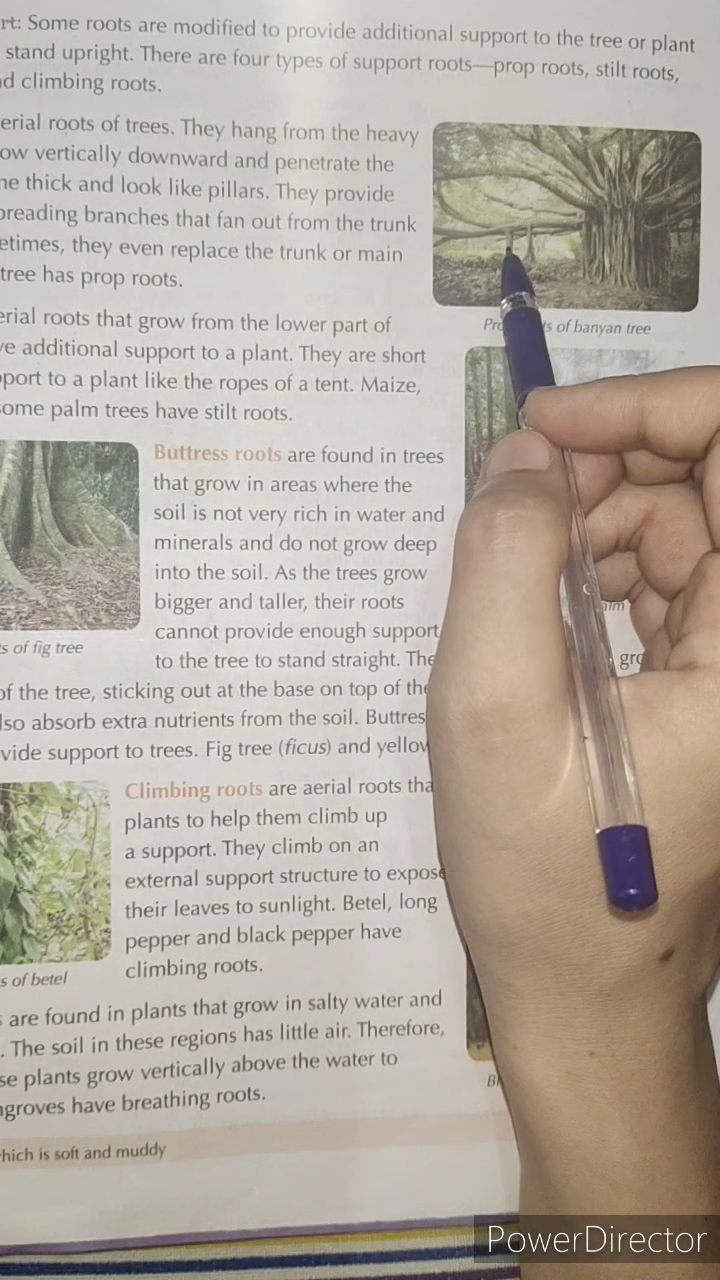 rt: Some roots are modified to provide additional support to the tree or plant
stand upright. There are four types of support roots—prop roots, stilt roots,
d climbing roots.
erial roots of trees. They hang from the heavy
ow vertically downward and penetrate the
ne thick and look like pillars. They provide
preading branches that fan out from the trunk
etimes, they even replace the trunk or main
tree has prop roots.
Pro s of banyan tree
erial roots that grow from the lower part of
ve additional support to a plant. They are short
pport to a plant like the ropes of a tent. Maize,
ome palm trees have stilt roots.
Buttress roots are found in trees
that grow in areas where the
soil is not very rich in water and
minerals and do not grow deep
into the soil. As the trees grow
bigger and taller, their roots
cannot provide enough support
to the tree to stand straight. The
s of fig tree
alm
gro
of the tree, sticking out at the base on top of the
lso absorb extra nutrients from the soil. Buttres
vide support to trees. Fig tree (ficus) and yellow
Climbing roots are aerial roots tha
plants to help them climb up
a support. They climb on an
external support structure to expose
their leaves to sunlight. Betel, long
pepper and black pepper have
climbing roots.
s of betel
are found in plants that grow in salty water and
. The soil in these regions has little air. Therefore,
se plants grow vertically above the water to
ngroves have breathing roots.
hich is soft and muddy
PowerDirector